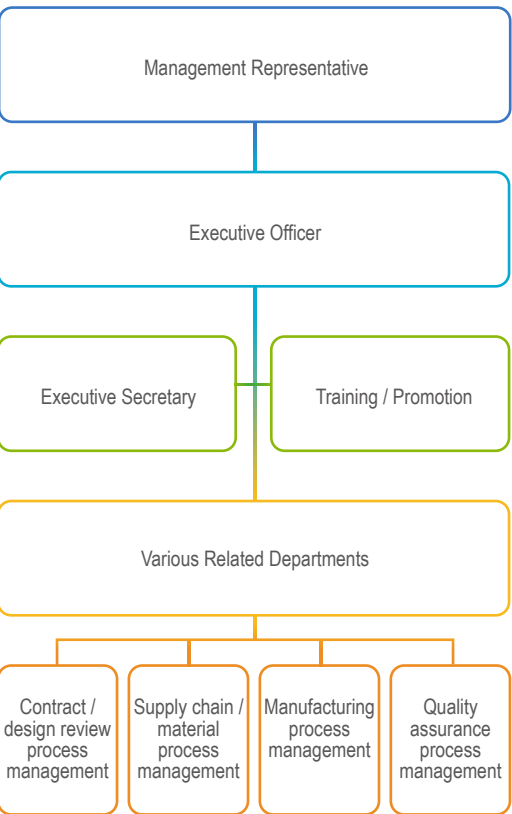 Management Representative
Executive Officer
Executive Secretary
Training / Promotion
Various Related Departments
Contract /
design review
process
management
Supply chain /
material
process
management
Manufacturing
process
management
Quality
assurance
process
management